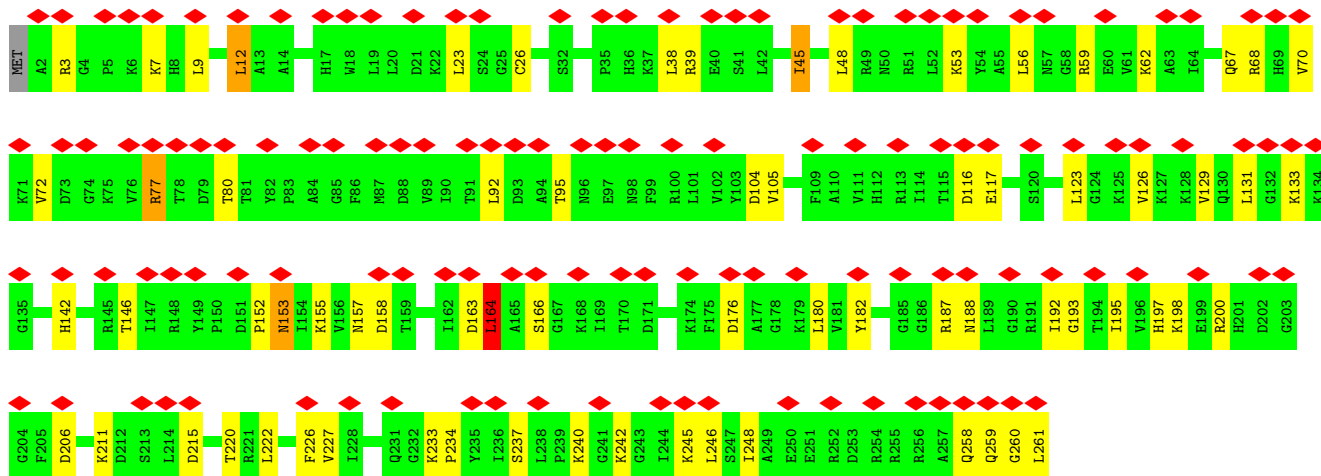 MET A2 R3 G4 P5 K6 K7 H8 L9 L12 A13 A14 H17 W18 L19 L20 D21 K22 L23 S24 G25 C26 S32 P35 H36 K37 L38 R39 E40 S41 L42 I45 L48 R49 N50 R51 L52 K53 Y54 A55 L56 N57 G58 R59 E60 V61 K62 A63 I64 Q67 R68 H69 V70
K71 V72 D73 G74 K75 V76 R77 T78 D79 T80 T81 Y82 P83 A84 G85 F86 M87 D88 V89 I90 T91 L92 D93 A94 T95 N96 E97 N98 F99 R100 L101 V102 Y103 D104 V105 F109 A110 V111 H112 R113 I114 T115 D116 E117 S120 L123 G124 K125 V126 K127 K128 V129 Q130 L131 G132 K133 K134
G135 H142 R145 T146 I147 R148 Y149 P150 D151 P152 N153 I154 K155 V156 N157 D158 T159 I162 D163 L164 A165 S166 G167 K168 I169 T170 D171 K174 F175 D176 A177 G178 K179 L180 V181 Y182 G185 G186 R187 N188 L189 G190 R191 I192 G193 T194 I195 V196 H197 K198 E199 R200 H201 D202 G203
G204 F205 D206 K211 D212 S213 L214 D215 T220 R221 L222 F226 V227 I228 Q231 G232 K233 P234 Y235 I236 S237 L238 P239 K240 G241 K242 G243 I244 K245 L246 S247 I248 A249 E250 E251 R252 D253 R254 R255 R256 A257 Q258 Q259 G260 L261